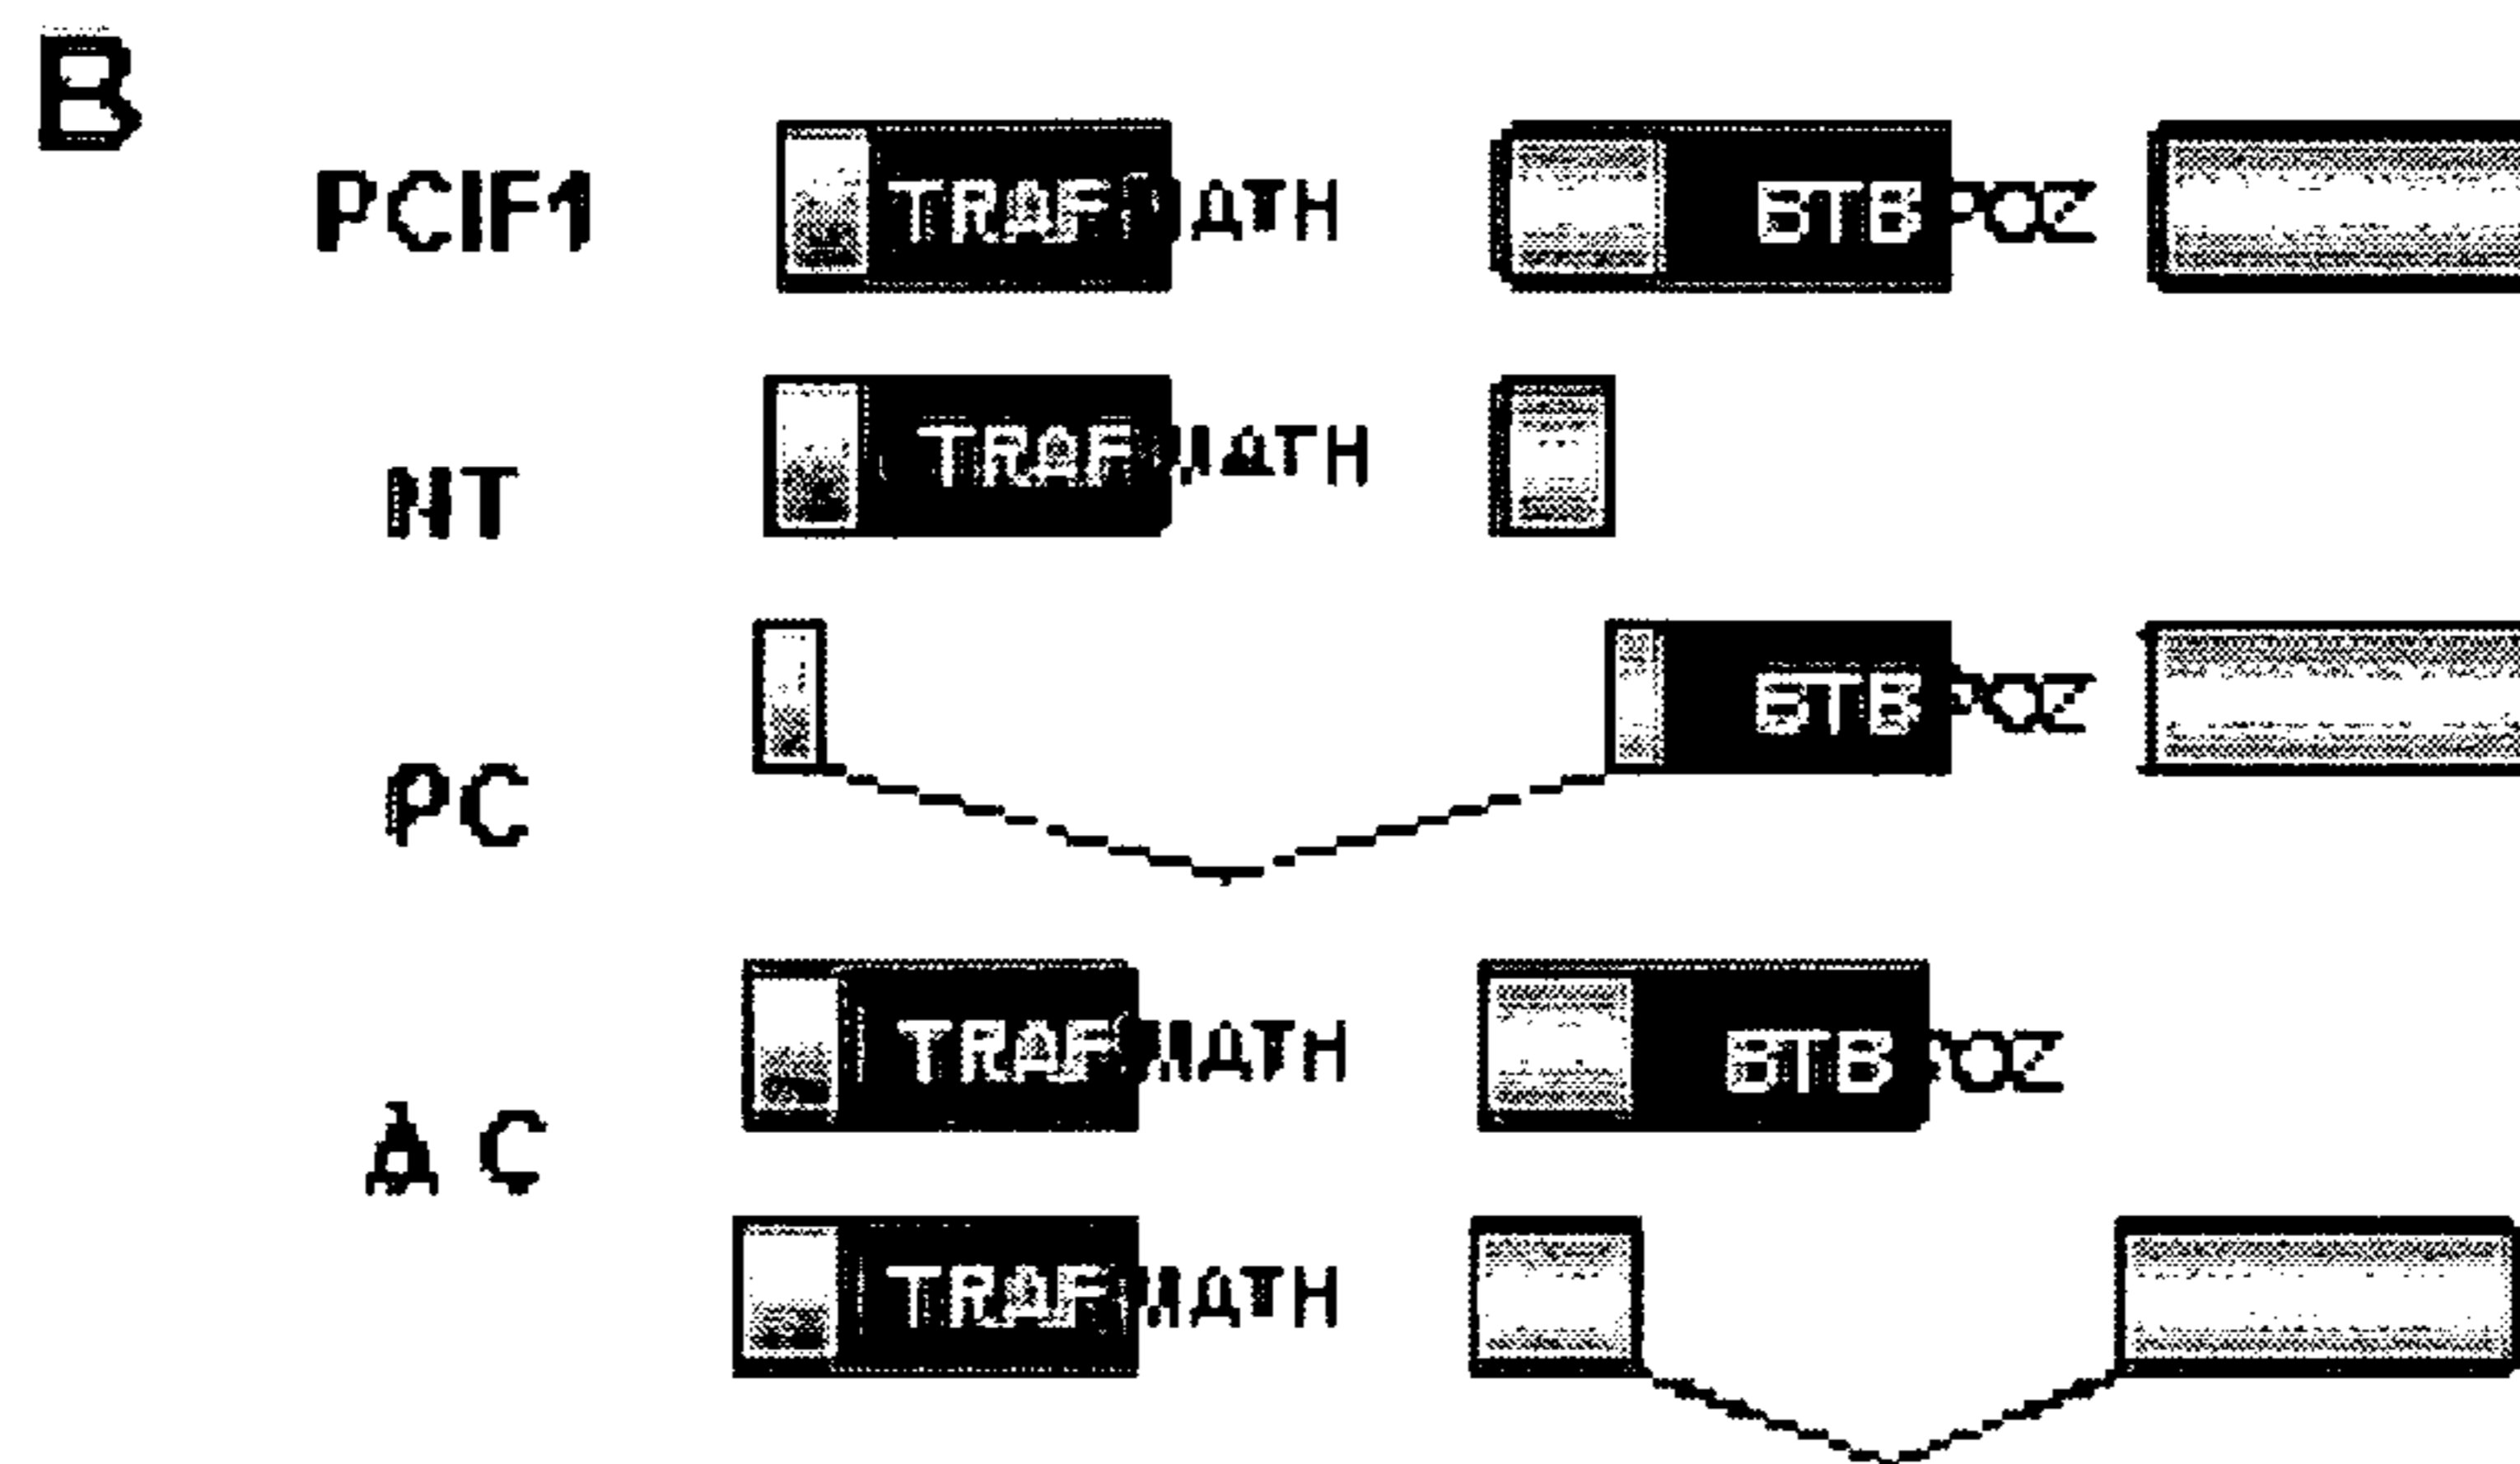 B
PCIF1 TRAF MATH BTB POZ
NT TRAF MATH
PC BTB POZ
Δ C TRAF MATH BTB POZ
TRAF MATH